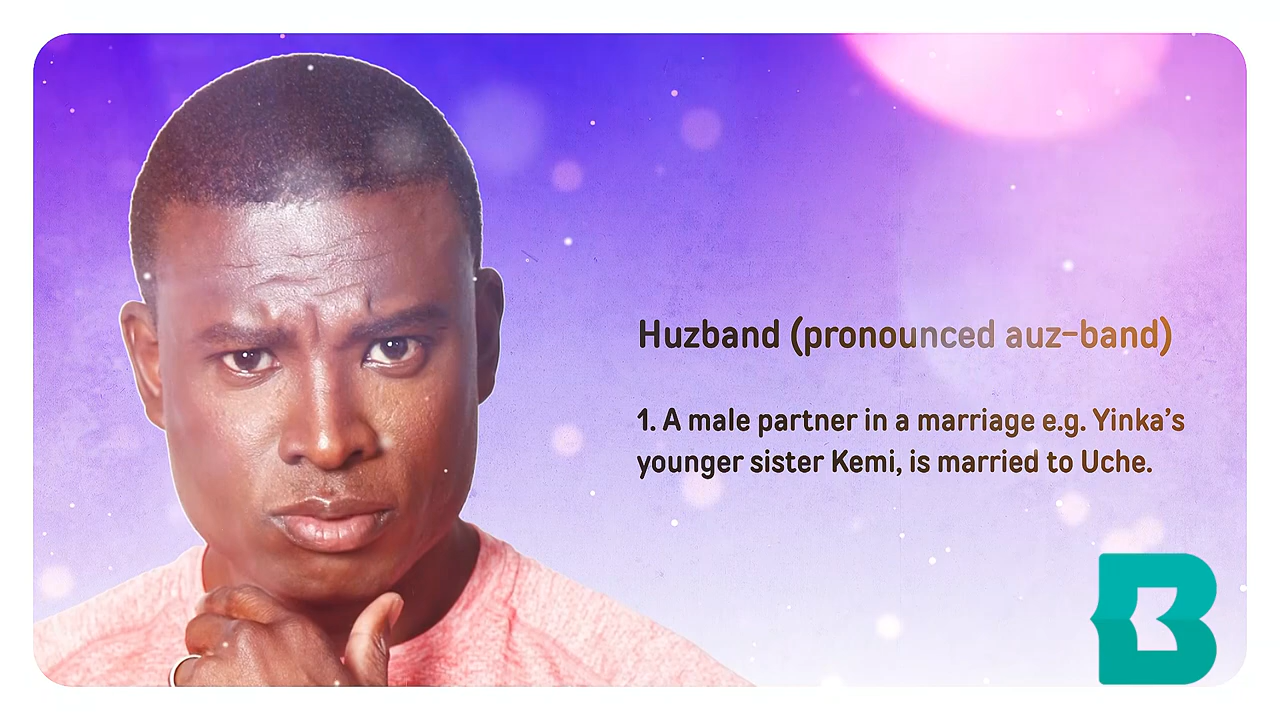 Huzband (pronounced auz-band)
1. A male partner in a marriage e.g. Yinka's
younger sister Kemi, is married to Uche.
B